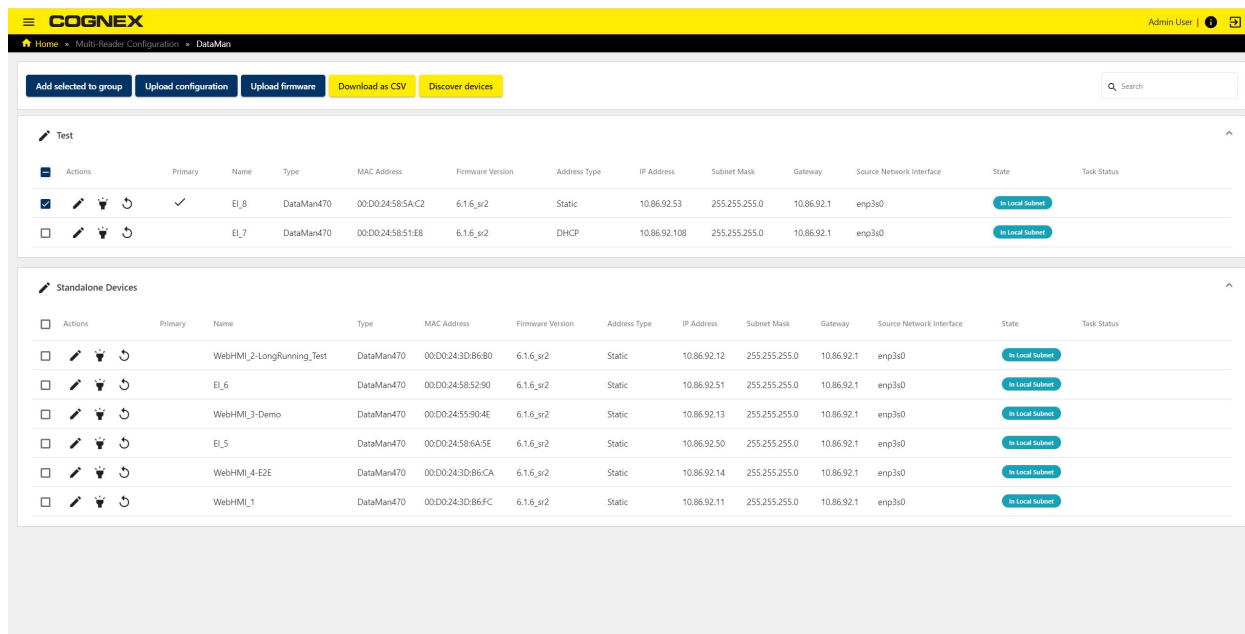 COGNEX Admin User |
Home » Multi-Reader Configuration » DataMan
Add selected to group Upload configuration Upload firmware Download as CSV Discover devices Search
Test
Actions Primary Name Type MAC Address Firmware Version Address Type IP Address Subnet Mask Gateway Source Network Interface State Task Status
EI_8 DataMan470 00:D0:24:58:5A:C2 6.1.6_sr2 Static 10.86.92.53 255.255.255.0 10.86.92.1 enp3s0 In Local Subnet
EI_7 DataMan470 00:D0:24:58:51:E8 6.1.6_sr2 DHCP 10.86.92.108 255.255.255.0 10.86.92.1 enp3s0 In Local Subnet
Standalone Devices
Actions Primary Name Type MAC Address Firmware Version Address Type IP Address Subnet Mask Gateway Source Network Interface State Task Status
WebHMI_2-LongRunning_Test DataMan470 00:D0:24:3D:B6:B0 6.1.6_sr2 Static 10.86.92.12 255.255.255.0 10.86.92.1 enp3s0 In Local Subnet
EI_6 DataMan470 00:D0:24:58:52:90 6.1.6_sr2 Static 10.86.92.51 255.255.255.0 10.86.92.1 enp3s0 In Local Subnet
WebHMI_3-Demo DataMan470 00:D0:24:55:90:4E 6.1.6_sr2 Static 10.86.92.13 255.255.255.0 10.86.92.1 enp3s0 In Local Subnet
EI_5 DataMan470 00:D0:24:58:6A:5E 6.1.6_sr2 Static 10.86.92.50 255.255.255.0 10.86.92.1 enp3s0 In Local Subnet
WebHMI_4-E2E DataMan470 00:D0:24:3D:B6:CA 6.1.6_sr2 Static 10.86.92.14 255.255.255.0 10.86.92.1 enp3s0 In Local Subnet
WebHMI_1 DataMan470 00:D0:24:3D:B6:FC 6.1.6_sr2 Static 10.86.92.11 255.255.255.0 10.86.92.1 enp3s0 In Local Subnet